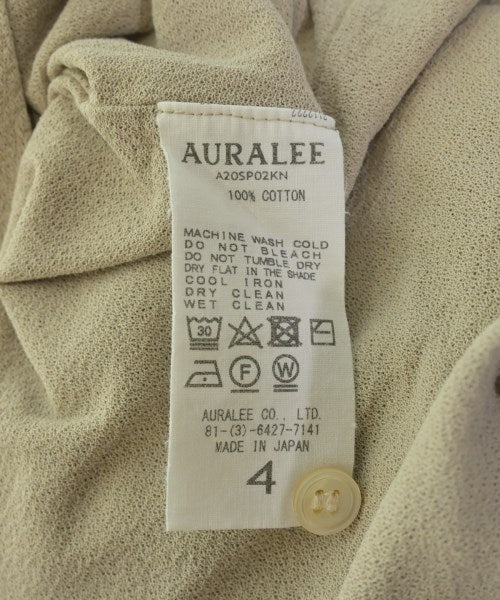 AURALEE
A20SP02KN
100% COTTON
MACHINE WASH COLD
DO NOT BLEACH
DO NOT TUMBLE DRY
DRY FLAT IN THE SHADE
COOL IRON
DRY CLEAN
WET CLEAN
30
F W
AURALEE CO., LTD.
81-(3)-6427-7141
MADE IN JAPAN
4